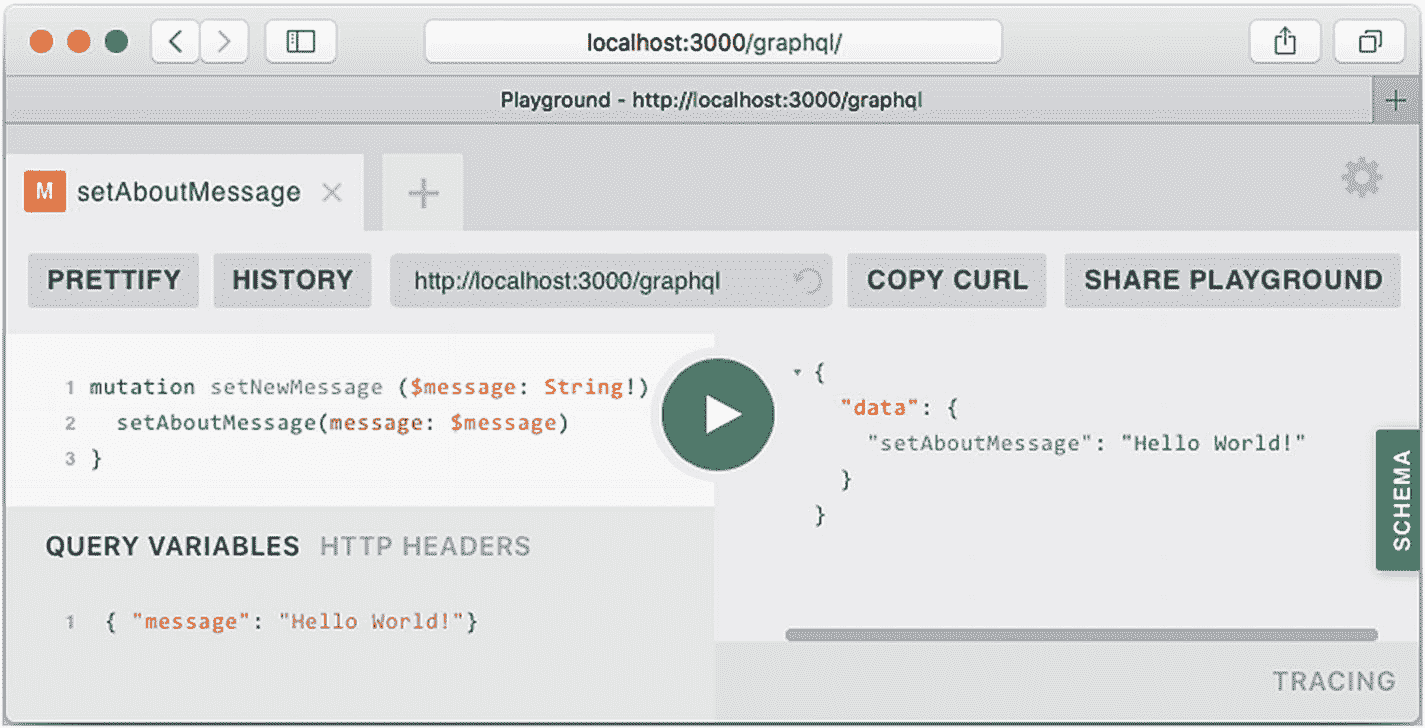 localhost:3000/graphql/
Playground - http://localhost:3000/graphql
M setAboutMessage
PRETTIFY HISTORY http://localhost:3000/graphql COPY CURL SHARE PLAYGROUND
1 mutation setNewMessage ($message: String!)
2 setAboutMessage(message: $message)
3 }
{
"data": {
"setAboutMessage": "Hello World!"
}
}
SCHEMA
QUERY VARIABLES HTTP HEADERS
1 { "message": "Hello World!"}
TRACING